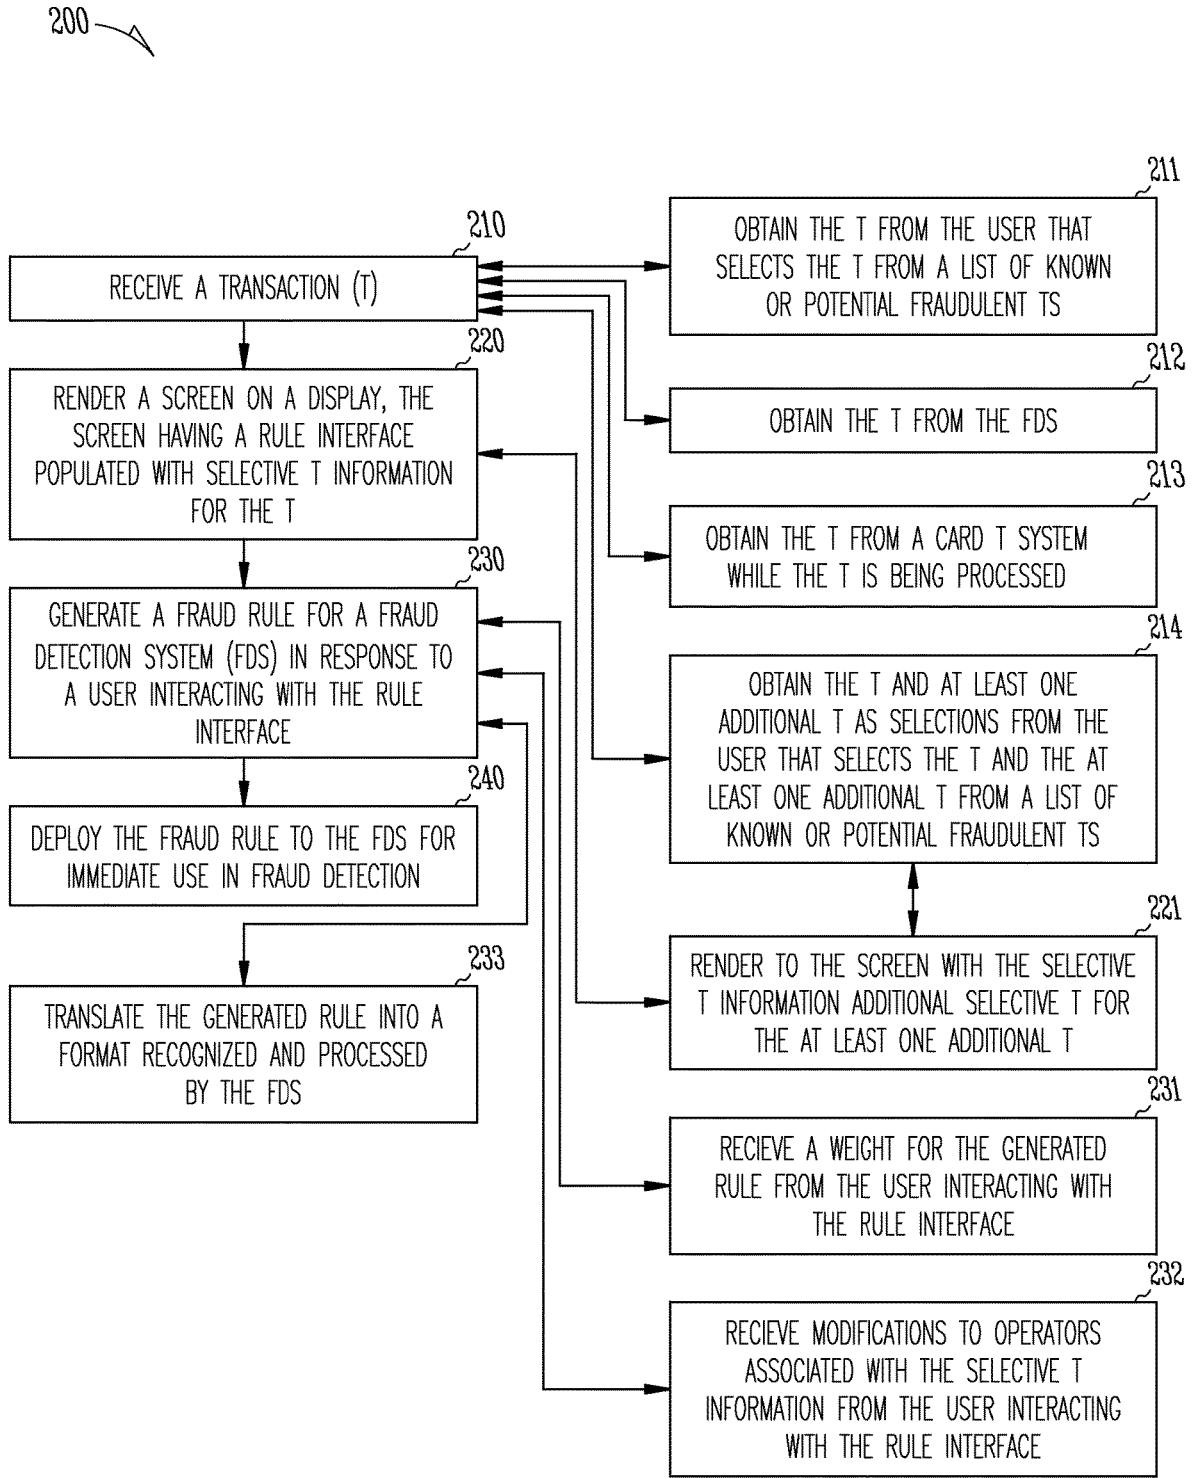 200
210
RECEIVE A TRANSACTION (T)
220
RENDER A SCREEN ON A DISPLAY, THE
SCREEN HAVING A RULE INTERFACE
POPULATED WITH SELECTIVE T INFORMATION
FOR THE T
230
GENERATE A FRAUD RULE FOR A FRAUD
DETECTION SYSTEM (FDS) IN RESPONSE TO
A USER INTERACTING WITH THE RULE
INTERFACE
240
DEPLOY THE FRAUD RULE TO THE FDS FOR
IMMEDIATE USE IN FRAUD DETECTION
233
TRANSLATE THE GENERATED RULE INTO A
FORMAT RECOGNIZED AND PROCESSED
BY THE FDS
211
OBTAIN THE T FROM THE USER THAT
SELECTS THE T FROM A LIST OF KNOWN
OR POTENTIAL FRAUDULENT TS
212
OBTAIN THE T FROM THE FDS
213
OBTAIN THE T FROM A CARD T SYSTEM
WHILE THE T IS BEING PROCESSED
214
OBTAIN THE T AND AT LEAST ONE
ADDITIONAL T AS SELECTIONS FROM THE
USER THAT SELECTS THE T AND THE AT
LEAST ONE ADDITIONAL T FROM A LIST OF
KNOWN OR POTENTIAL FRAUDULENT TS
221
RENDER TO THE SCREEN WITH THE SELECTIVE
T INFORMATION ADDITIONAL SELECTIVE T FOR
THE AT LEAST ONE ADDITIONAL T
231
RECIEVE A WEIGHT FOR THE GENERATED
RULE FROM THE USER INTERACTING WITH
THE RULE INTERFACE
232
RECIEVE MODIFICATIONS TO OPERATORS
ASSOCIATED WITH THE SELECTIVE T
INFORMATION FROM THE USER INTERACTING
WITH THE RULE INTERFACE